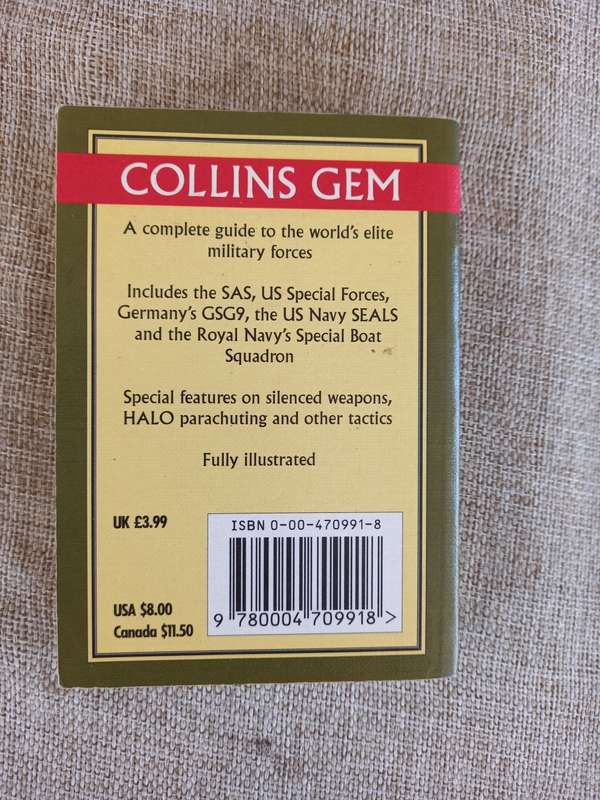 COLLINS GEM
A complete guide to the world's elite
military forces
Includes the SAS, US Special Forces,
Germany's GSG9, the US Navy SEALS
and the Royal Navy's Special Boat
Squadron
Special features on silenced weapons,
HALO parachuting and other tactics
Fully illustrated
UK £3.99
ISBN 0-00-470991-8
9 780004 709918 >
USA $8.00
Canada $11.50